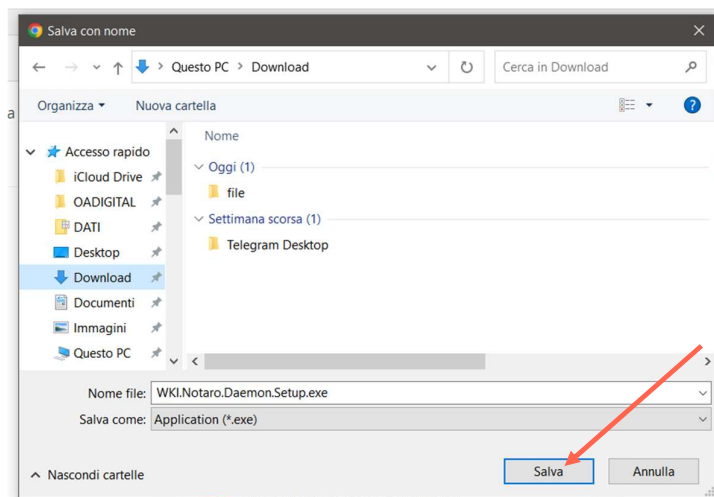 Salva con nome
Questo PC > Download
Cerca in Download
Organizza
Nuova cartella
a
Nome
Accesso rapido
Oggi (1)
iCloud Drive
file
OADIGITAL
Settimana scorsa (1)
DATI
Telegram Desktop
Desktop
Download
Documenti
Immagini
Questo PC
Nome file: WKI.Notaro.Daemon.Setup.exe
Salva come: Application (*.exe)
Nascondi cartelle
Salva
Annulla